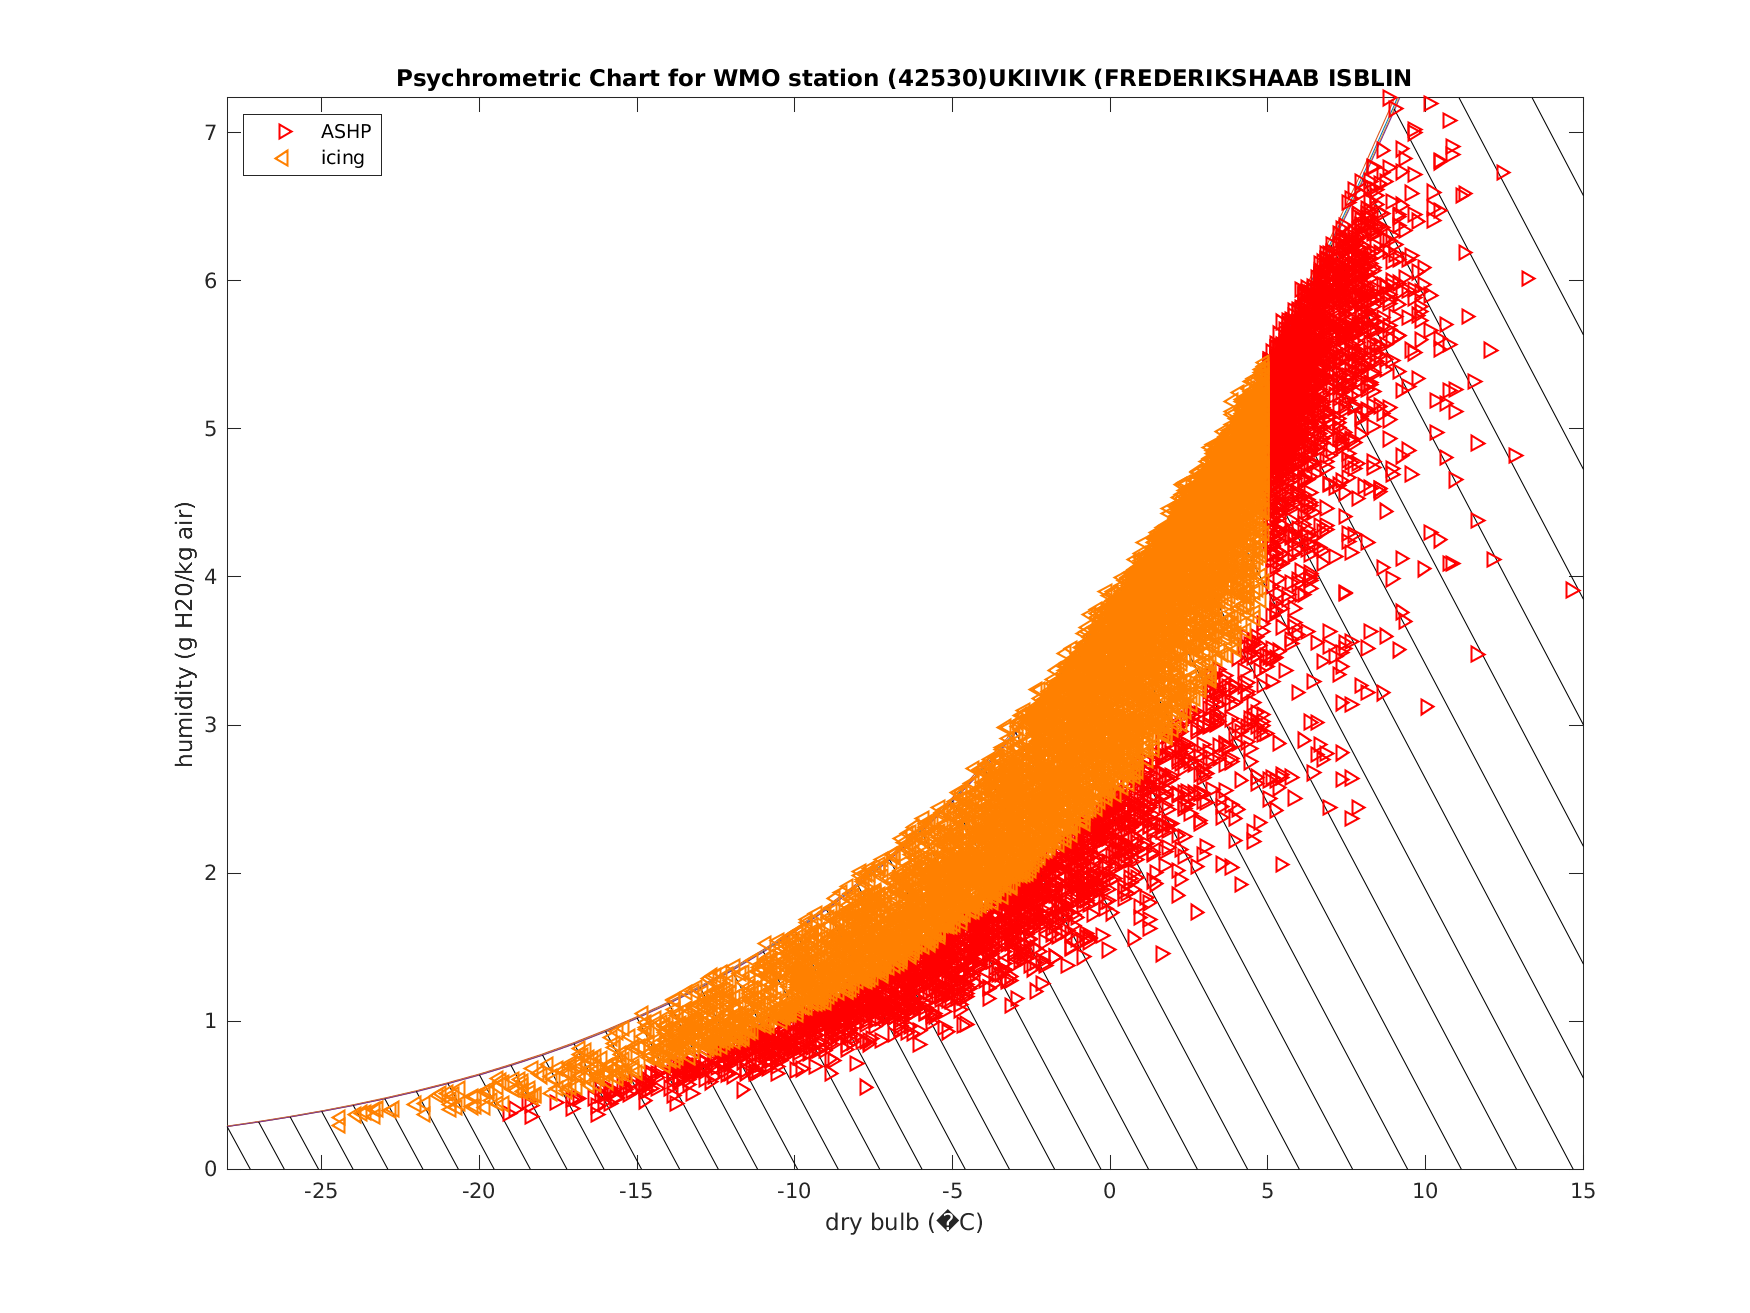 Psychrometric Chart for WMO station (42530)UKIIVIK (FREDERIKSHAAB ISBLIN
ASHP
icing
7
6
5
4
3
2
1
0
humidity (g H20/kg air)
-25 -20 -15 -10 -5 0 5 10 15
dry bulb (�C)